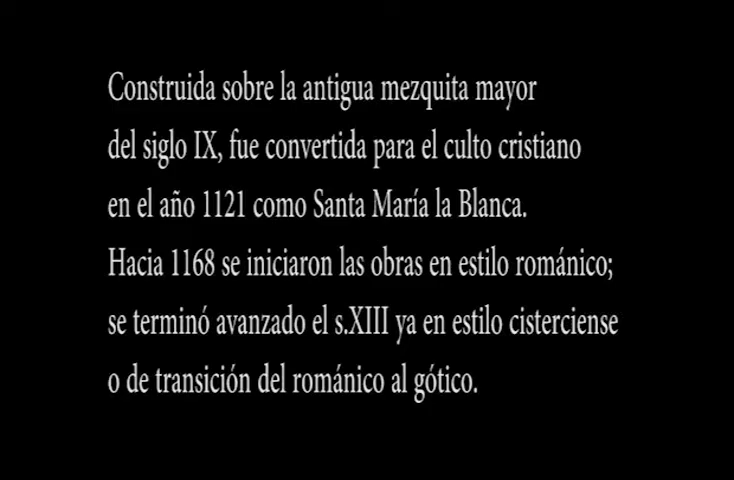 Construida sobre la antigua mezquita mayor
del siglo IX, fue convertida para el culto cristiano
en el año 1121 como Santa María la Blanca.
Hacia 1168 se iniciaron las obras en estilo románico;
se terminó avanzado el s.XIII ya en estilo cisterciense
o de transición del románico al gótico.